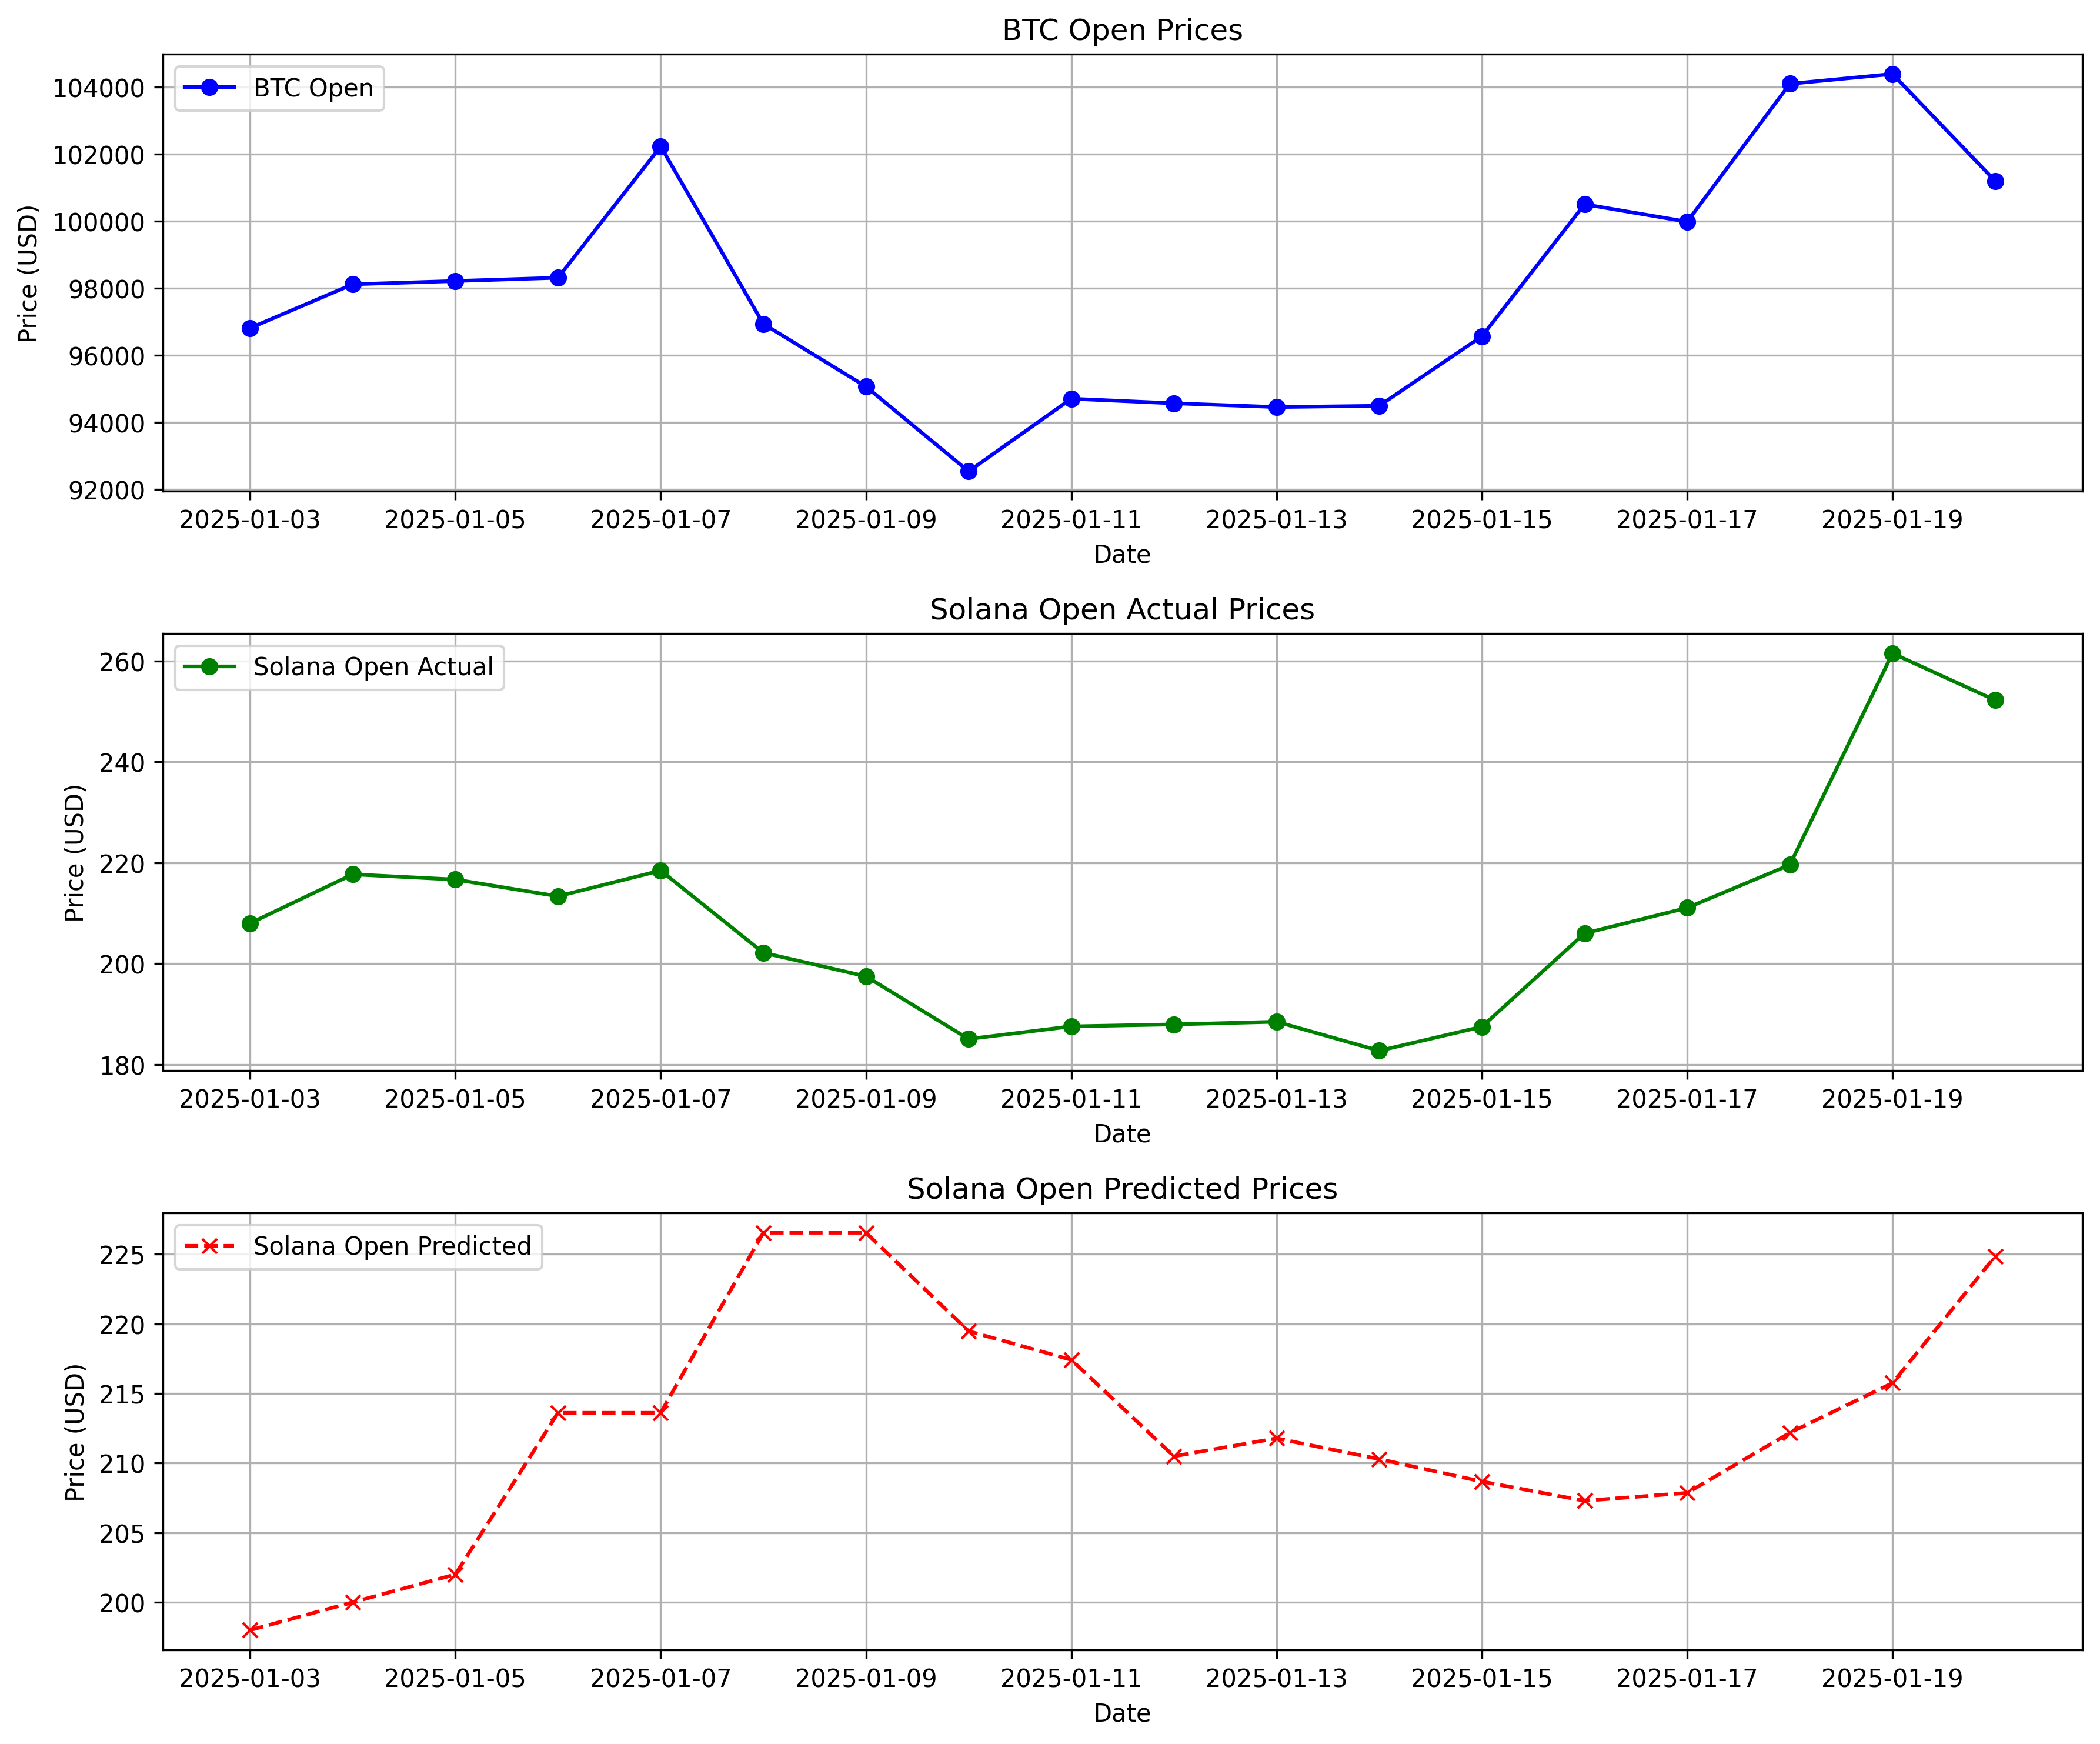 BTC Open Prices
BTC Open
104000
102000
100000
98000
96000
94000
92000
Price (USD)
2025-01-03 2025-01-05 2025-01-07 2025-01-09 2025-01-11 2025-01-13 2025-01-15 2025-01-17 2025-01-19
Date
Solana Open Actual Prices
Solana Open Actual
260
240
220
200
180
Price (USD)
2025-01-03 2025-01-05 2025-01-07 2025-01-09 2025-01-11 2025-01-13 2025-01-15 2025-01-17 2025-01-19
Date
Solana Open Predicted Prices
Solana Open Predicted
225
220
215
210
205
200
Price (USD)
2025-01-03 2025-01-05 2025-01-07 2025-01-09 2025-01-11 2025-01-13 2025-01-15 2025-01-17 2025-01-19
Date